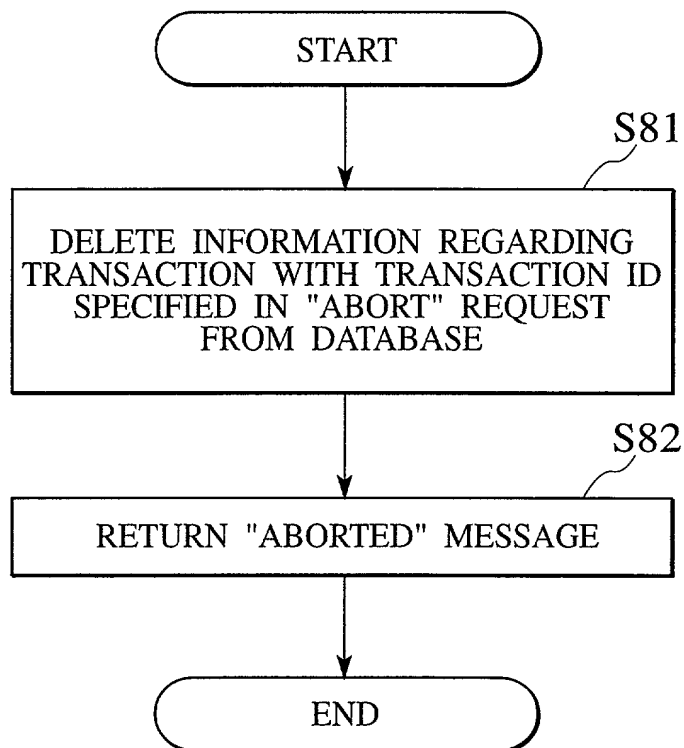 START
S81
DELETE INFORMATION REGARDING
TRANSACTION WITH TRANSACTION ID
SPECIFIED IN "ABORT" REQUEST
FROM DATABASE
S82
RETURN "ABORTED" MESSAGE
END